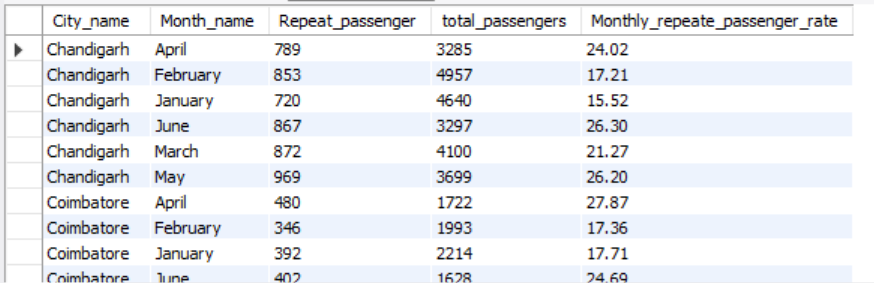 City_name Month_name Repeat_passenger total_passengers Monthly_repeate_passenger_rate
Chandigarh April 789 3285 24.02
Chandigarh February 853 4957 17.21
Chandigarh January 720 4640 15.52
Chandigarh June 867 3297 26.30
Chandigarh March 872 4100 21.27
Chandigarh May 969 3699 26.20
Coimbatore April 480 1722 27.87
Coimbatore February 346 1993 17.36
Coimbatore January 392 2214 17.71
Coimbatore June 402 1628 24.69